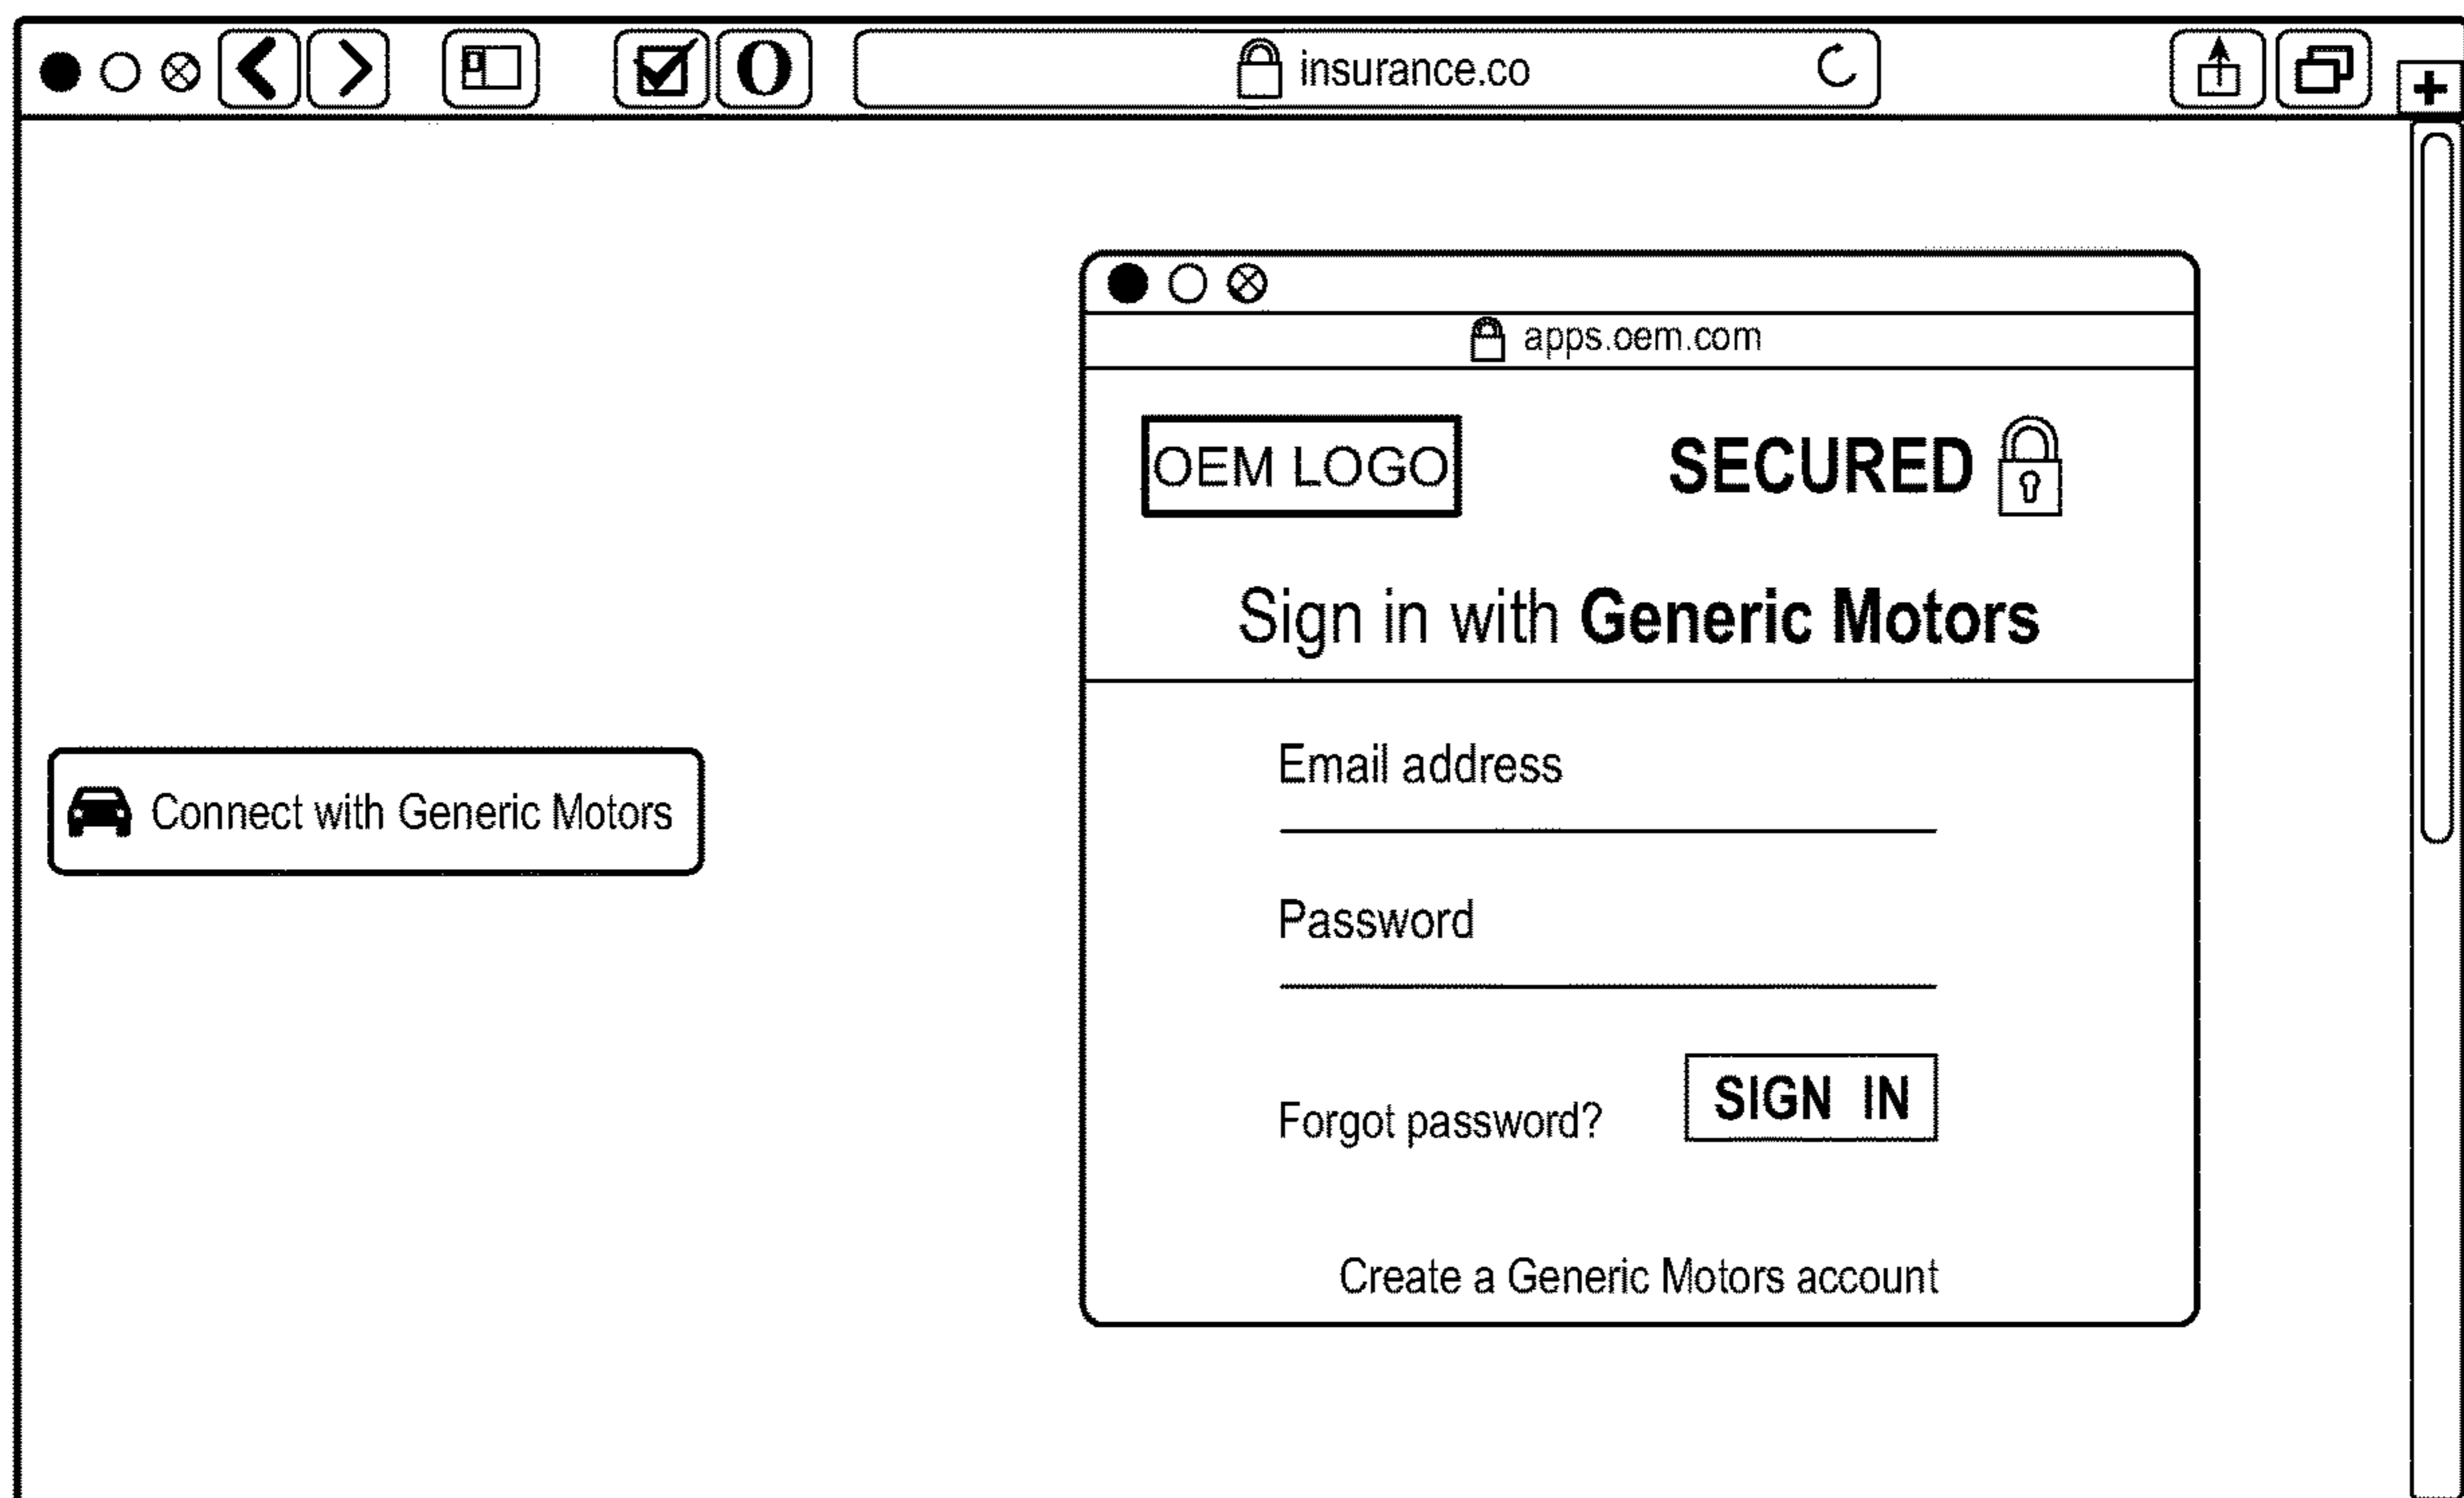 insurance.co
apps.oem.com
OEM LOGO
SECURED
Sign in with Generic Motors
Connect with Generic Motors
Email address
Password
Forgot password?
SIGN IN
Create a Generic Motors account